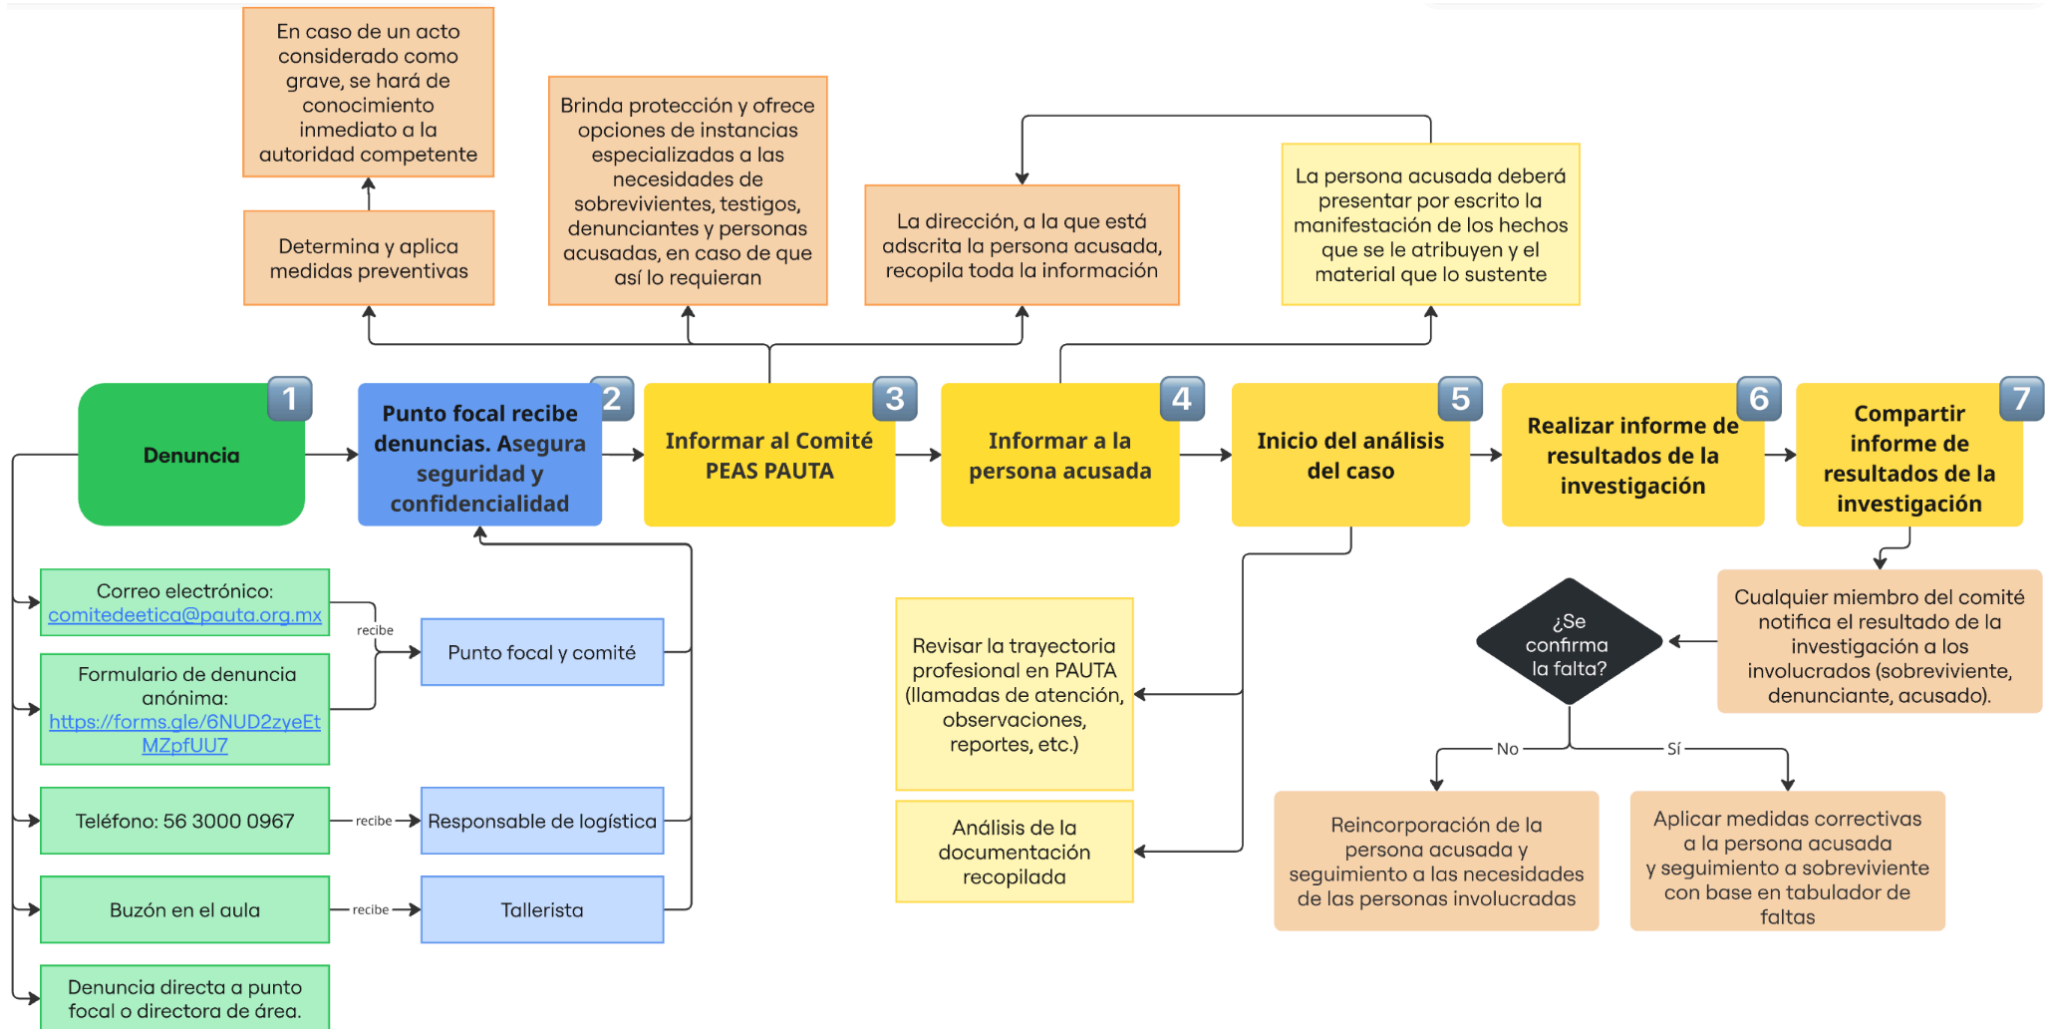 En caso de un acto
considerado como
grave, se hará de
conocimiento
inmediato a la
autoridad competente
Determina y aplica
medidas preventivas
Brinda protección y ofrece
opciones de instancias
especializadas a las
necesidades de
sobrevivientes, testigos,
denunciantes y personas
acusadas, en caso de que
así lo requieran
La dirección, a la que está
adscrita la persona acusada,
recopila toda la información
La persona acusada deberá
presentar por escrito la
manifestación de los hechos
que se le atribuyen y el
material que lo sustente
1
Denuncia
2
Punto focal recibe
denuncias. Asegura
seguridad y
confidencialidad
3
Informar al Comité
PEAS PAUTA
4
Informar a la
persona acusada
5
Inicio del análisis
del caso
6
Realizar informe de
resultados de la
investigación
7
Compartir
informe de
resultados de la
investigación
Correo electrónico:
comitedeetica@pauta.org.mx
Formulario de denuncia
anónima:
https://forms.gle/6NUD2zyeEt
MZpfUU7
recibe
Punto focal y comité
Teléfono: 56 3000 0967
recibe
Responsable de logística
Buzón en el aula
recibe
Tallerista
Denuncia directa a punto
focal o directora de área.
Revisar la trayectoria
profesional en PAUTA
(llamadas de atención,
observaciones,
reportes, etc.)
Análisis de la
documentación
recopilada
Cualquier miembro del comité
notifica el resultado de la
investigación a los
involucrados (sobreviviente,
denunciante, acusado).
¿Se
confirma
la falta?
No
Sí
Reincorporación de la
persona acusada y
seguimiento a las necesidades
de las personas involucradas
Aplicar medidas correctivas
a la persona acusada
y seguimiento a sobreviviente
con base en tabulador de
faltas